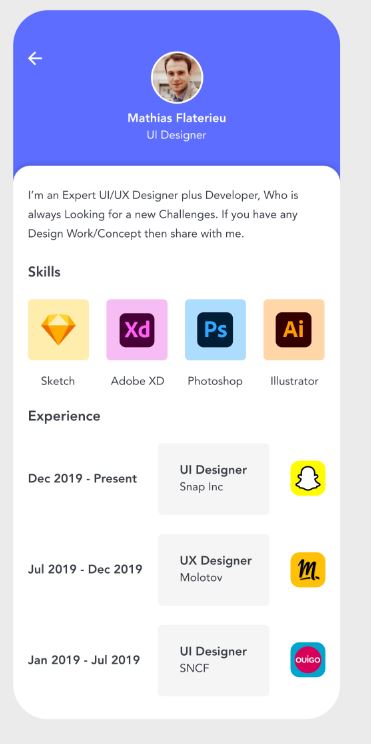 Mathias Flaterieu
UI Designer
I'm an Expert UI/UX Designer plus Developer, Who is
always Looking for a new Challenges. If you have any
Design Work/Concept then share with me.
Skills
Xd
Ps
Ai
Sketch
Adobe XD
Photoshop
Illustrator
Experience
Dec 2019 - Present
UI Designer
Snap Inc
Jul 2019 - Dec 2019
UX Designer
Molotov
m.
Jan 2019 - Jul 2019
UI Designer
SNCF
OUIGO